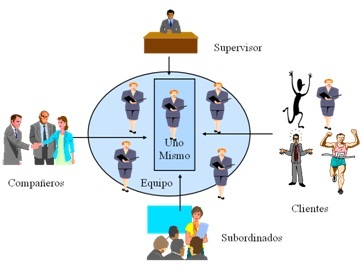 Supervisor
Uno
Mismo
Compañeros
Equipo
Clientes
Subordinados